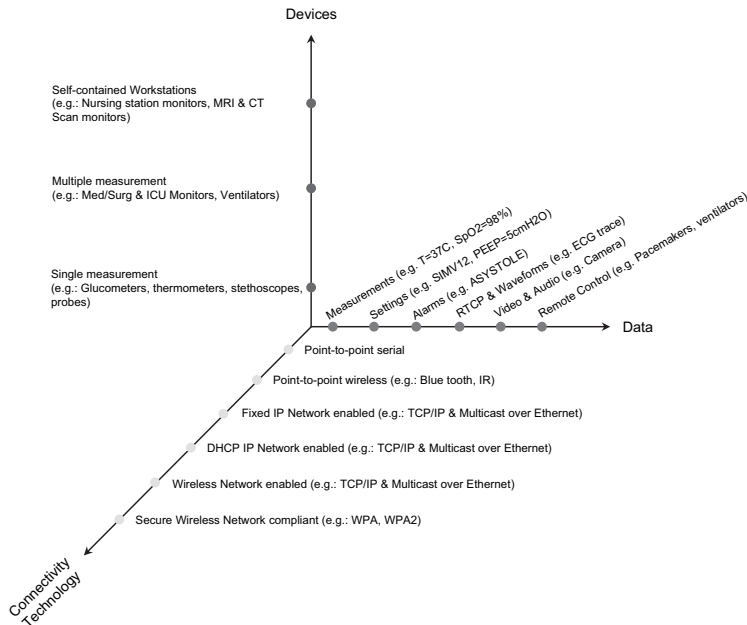 Devices
Self-contained Workstations
(e.g.: Nursing station monitors, MRI & CT
Scan monitors)
Multiple measurement
(e.g.: Med/Surg & ICU Monitors, Ventilators)
Single measurement
(e.g.: Glucometers, thermometers, stethoscopes,
probes)
Measurements (e.g. T=37C, SpO2=98%)
Settings (e.g. SIMV12, PEEP=5cmH2O)
Alarms (e.g. ASYSTOLE)
RTCP & Waveforms (e.g. ECG trace)
Video & Audio (e.g. Camera)
Remote Control (e.g. Pacemakers, ventilators)
Data
Point-to-point serial
Point-to-point wireless (e.g.: Blue tooth, IR)
Fixed IP Network enabled (e.g.: TCP/IP & Multicast over Ethernet)
DHCP IP Network enabled (e.g.: TCP/IP & Multicast over Ethernet)
Wireless Network enabled (e.g.: TCP/IP & Multicast over Ethernet)
Secure Wireless Network compliant (e.g.: WPA, WPA2)
Connectivity
Technology